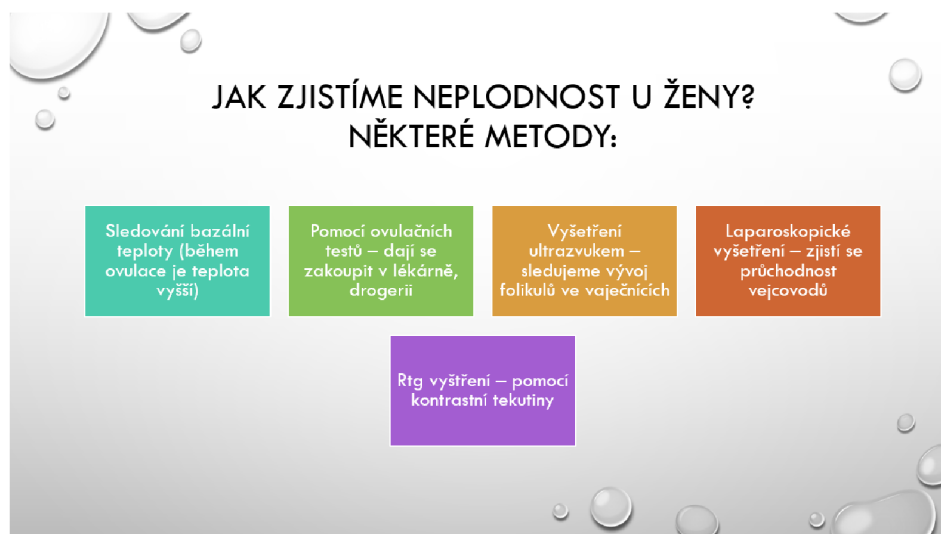 JAK ZJISTÍME NEPLODNOST U ŽENY?
NĚKTERÉ METODY:
Sledování bazální
teploty (během
ovulace je teplota
vyšší)
Pomocí ovulačních
testů – dají se
zakoupit v lékárně,
drogerii
Vyšetření
ultrazvukem –
sledujeme vývoj
folikulů ve vaječnících
Laparoskopické
vyšetření – zjistí se
průchodnost
vejcovodů
Rtg vyštření – pomocí
kontrastní tekutiny